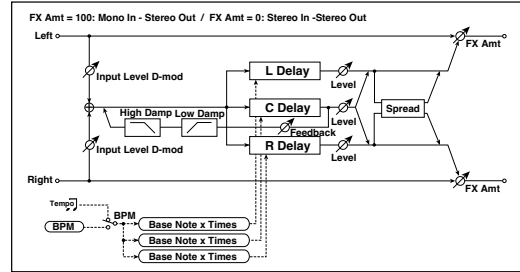 FX Amt = 100: Mono In - Stereo Out / FX Amt = 0: Stereo In -Stereo Out
Left
FX Amt
Input Level D-mod
L Delay
Level
High Damp
Low Damp
C Delay
Level
Feedback
Spread
Input Level D-mod
R Delay
Level
Right
FX Amt
Tempo
BPM
BPM
Base Note x Times
Base Note x Times
Base Note x Times